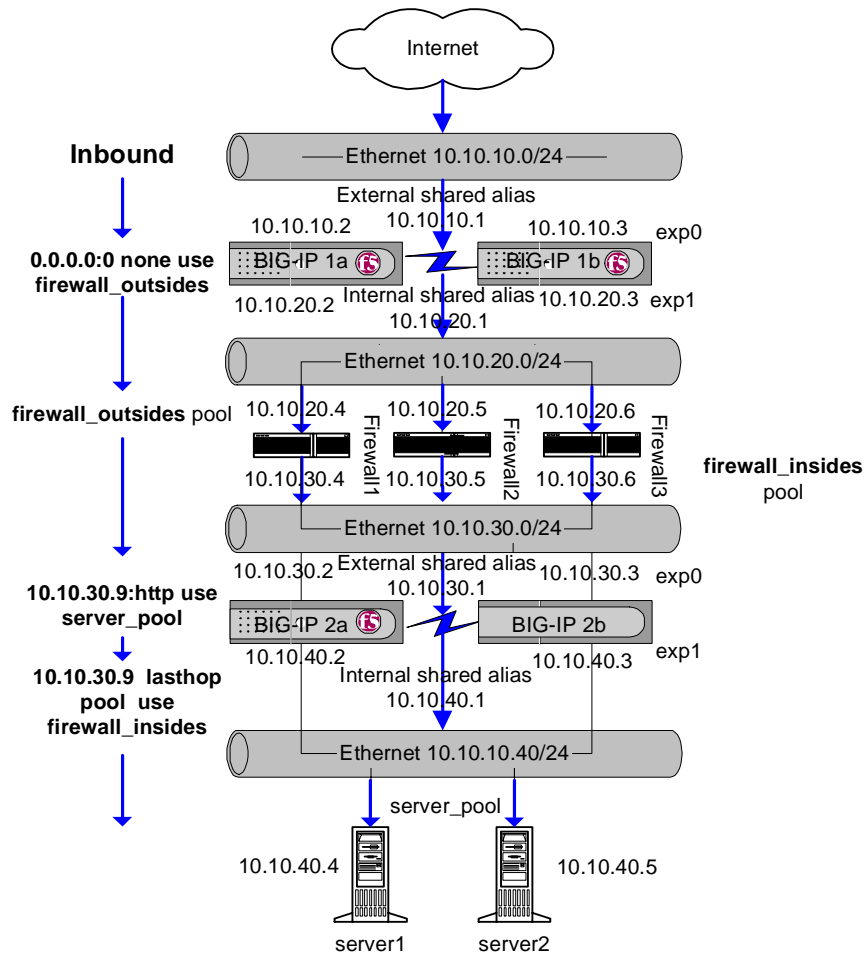 Internet
Inbound
Ethernet 10.10.10.0/24
External shared alias
10.10.10.1
10.10.10.2
10.10.10.3
exp0
0.0.0.0:0 none use
firewall_outsides
BIG-IP 1a
f5
BIG-IP 1b
f5
10.10.20.2
Internal shared alias
10.10.20.1
10.10.20.3
exp1
Ethernet 10.10.20.0/24
firewall_outsides pool
10.10.20.4
Firewall1
10.10.20.5
Firewall2
10.10.20.6
Firewall3
firewall_insides
pool
10.10.30.4
10.10.30.5
10.10.30.6
Ethernet 10.10.30.0/24
External shared alias
10.10.30.2
10.10.30.1
10.10.30.3
exp0
10.10.30.9:http use
server_pool
BIG-IP 2a
f5
BIG-IP 2b
10.10.40.2
10.10.40.3
exp1
10.10.30.9 lasthop
pool use
firewall_insides
Internal shared alias
10.10.40.1
Ethernet 10.10.10.40/24
server_pool
10.10.40.4
10.10.40.5
server1
server2